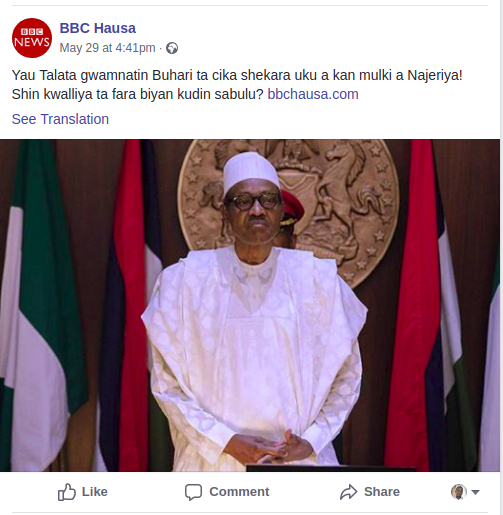 BBC
NEWS
BBC Hausa
May 29 at 4:41pm ·
Yau Talata gwamnatin Buhari ta cika shekara uku a kan mulki a Najeriya!
Shin kwalliya ta fara biyan kudin sabulu? bbchausa.com
See Translation
Like Comment Share